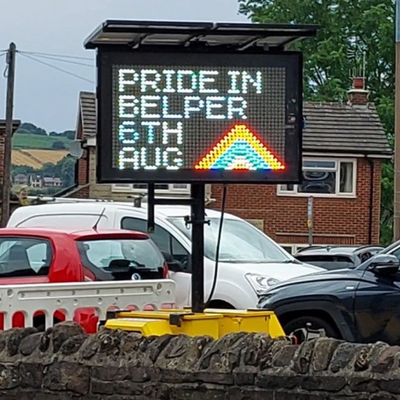 PRIDE IN
BELPER
6TH
AUG